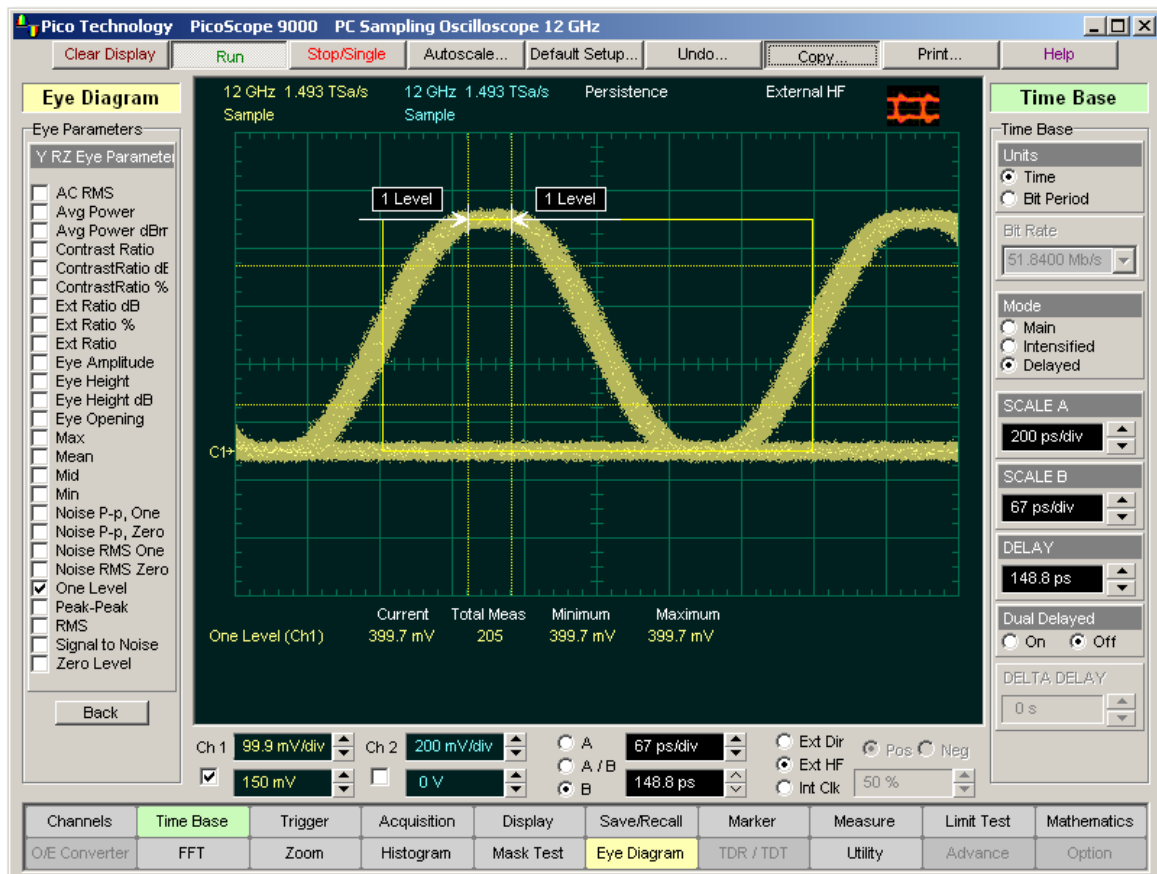 Pico Technology PicoScope 9000 PC Sampling Oscilloscope 12 GHz
Clear Display Run Stop/Single Autoscale... Default Setup... Undo... Copy... Print... Help
Eye Diagram
Eye Parameters
Y RZ Eye Parameter
AC RMS
Avg Power
Avg Power dBm
Contrast Ratio
ContrastRatio dB
ContrastRatio %
Ext Ratio dB
Ext Ratio %
Ext Ratio
Eye Amplitude
Eye Height
Eye Height dB
Eye Opening
Max
Mean
Mid
Min
Noise P-p, One
Noise P-p, Zero
Noise RMS One
Noise RMS Zero
One Level
Peak-Peak
RMS
Signal to Noise
Zero Level
Back
12 GHz 1.493 TSa/s 12 GHz 1.493 TSa/s Persistence External HF
Sample Sample
1 Level 1 Level
C1
Current Total Meas Minimum Maximum
One Level (Ch1) 399.7 mV 205 399.7 mV 399.7 mV
Time Base
Time Base
Units
Time
Bit Period
Bit Rate
51.8400 Mb/s
Mode
Main
Intensified
Delayed
SCALE A
200 ps/div
SCALE B
67 ps/div
DELAY
148.8 ps
Dual Delayed
On Off
DELTA DELAY
0 s
Ch 1 99.9 mV/div Ch 2 200 mV/div A 67 ps/div Ext Dir Pos Neg
A / B Ext HF
150 mV 0 V B 148.8 ps Int Clk 50 %
Channels Time Base Trigger Acquisition Display Save/Recall Marker Measure Limit Test Mathematics
O/E Converter FFT Zoom Histogram Mask Test Eye Diagram TDR / TDT Utility Advance Option